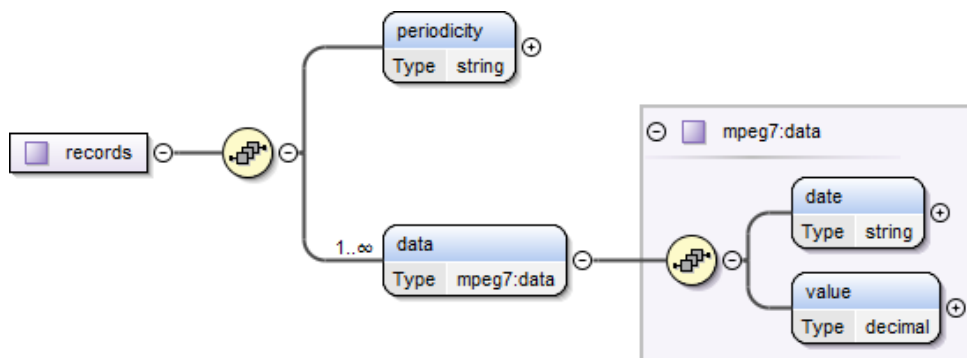 periodicity
Type string
records
mpeg7:data
date
Type string
1..∞
data
Type mpeg7:data
value
Type decimal